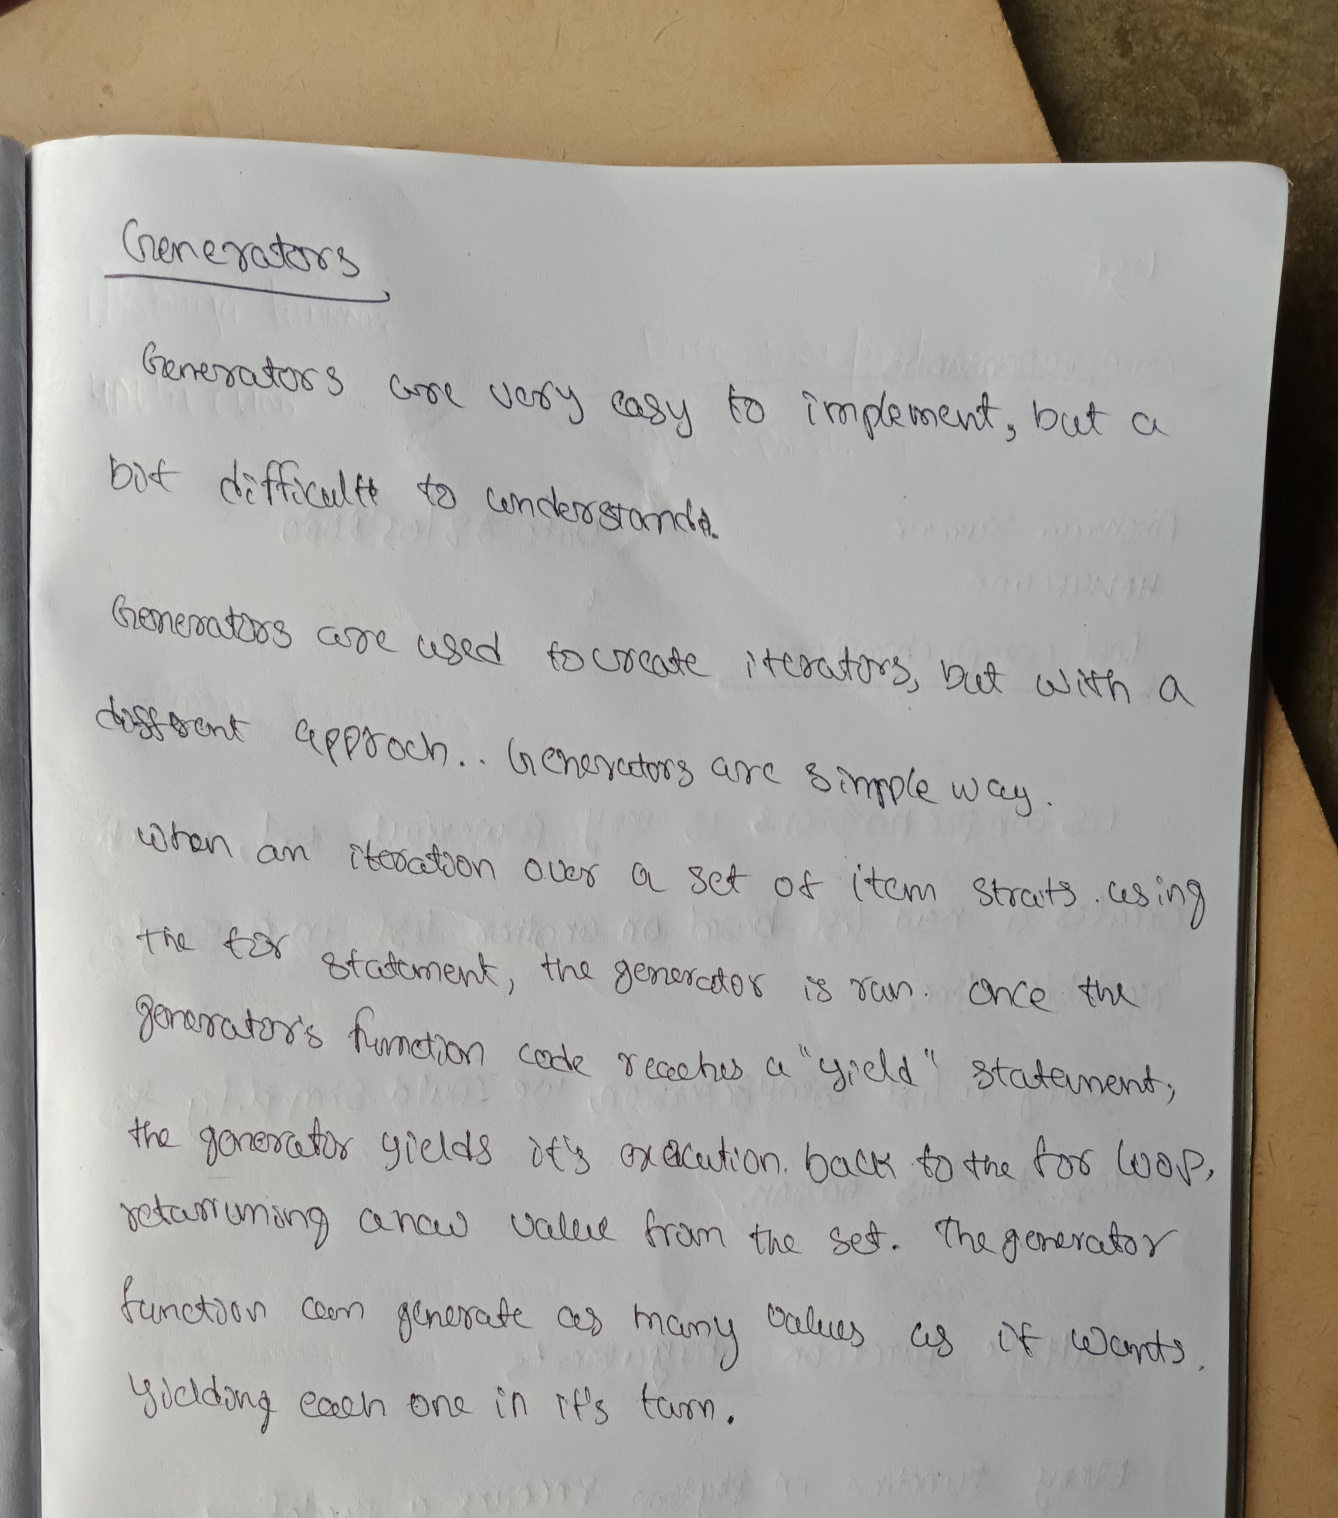 Generators
Generators are very easy to implement, but a
bit difficult to understand.
Generators are used to create iterators, but with a
different approch.. Generators are simple way.
when an iteration over a set of item straits using
the for statement, the generator is ran. Once the
generator's function code reaches a "yield" statement,
the generator yields it's execution back to the for loop,
returning a new value from the set. The generator
function can generate as many values as it wants,
yielding each one in it's turn.